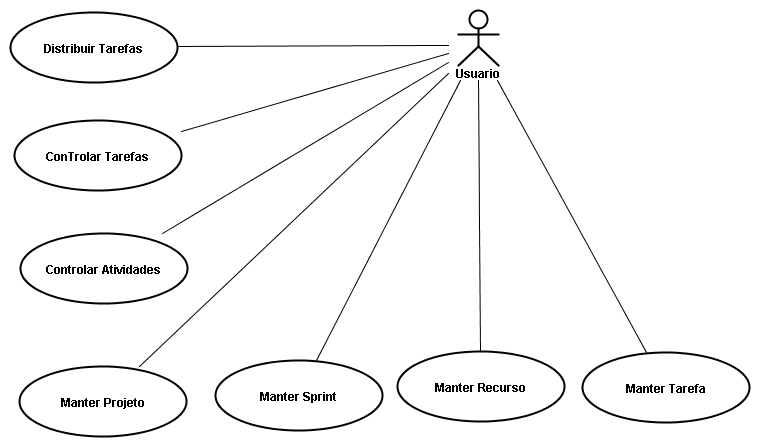 Distribuir Tarefas
Usuario
ConTrolar Tarefas
Controlar Atividades
Manter Projeto
Manter Sprint
Manter Recurso
Manter Tarefa